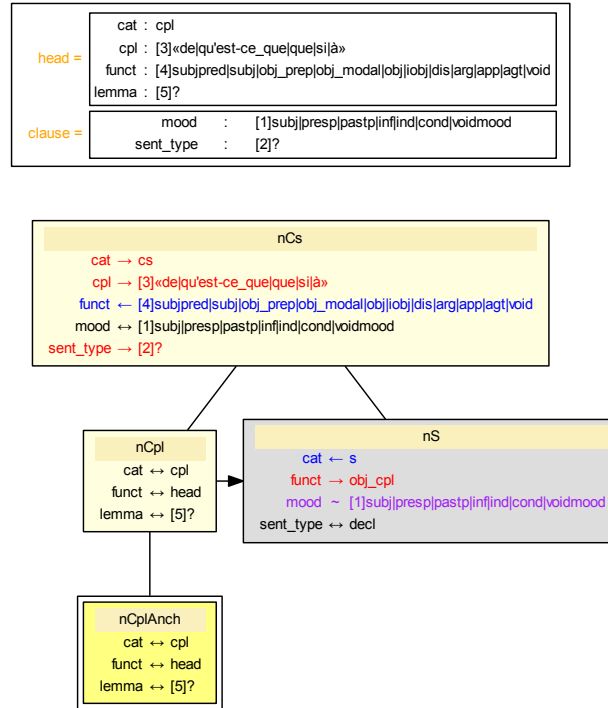 head =
cat : cpl
cpl : [3]«de|qu'est-ce_que|que|si|à»
funct : [4]subjpred|subj|obj_prep|obj_modal|obj|iobj|dis|arg|app|agt|void
lemma : [5]?
clause =
mood : [1]subj|presp|pastp|inf|ind|cond|voidmood
sent_type : [2]?
nCs
cat → cs
cpl → [3]«de|qu'est-ce_que|que|si|à»
funct ← [4]subjpred|subj|obj_prep|obj_modal|obj|iobj|dis|arg|app|agt|void
mood ↔ [1]subj|presp|pastp|inf|ind|cond|voidmood
sent_type → [2]?
nCpl
cat ↔ cpl
funct ↔ head
lemma ↔ [5]?
nS
cat ← s
funct → obj_cpl
mood ~ [1]subj|presp|pastp|inf|ind|cond|voidmood
sent_type ↔ decl
nCplAnch
cat ↔ cpl
funct ↔ head
lemma ↔ [5]?